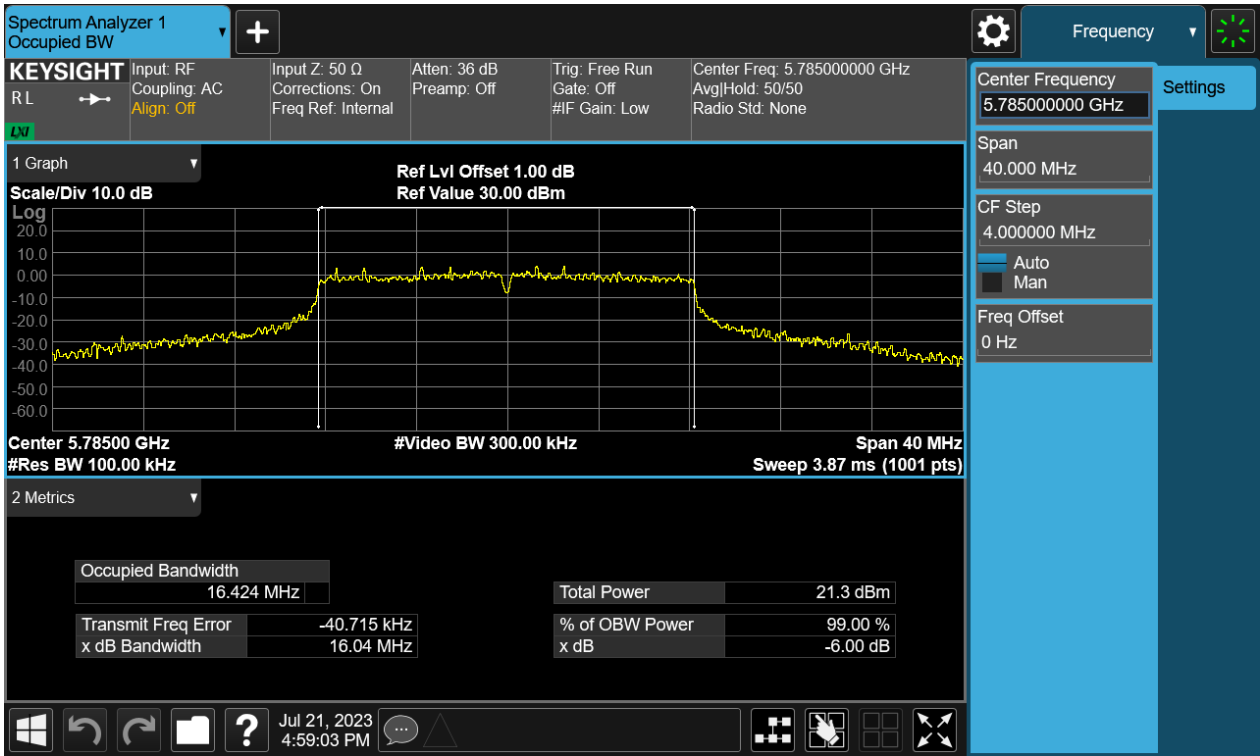 Spectrum Analyzer 1
Occupied BW
+
Frequency
KEYSIGHT
RL
LXI
Input: RF
Coupling: AC
Align: Off
Input Z: 50 Ω
Corrections: On
Freq Ref: Internal
Atten: 36 dB
Preamp: Off
Trig: Free Run
Gate: Off
#IF Gain: Low
Center Freq: 5.785000000 GHz
Avg|Hold: 50/50
Radio Std: None
Center Frequency
5.785000000 GHz
Settings
Span
40.000 MHz
CF Step
4.000000 MHz
Auto
Man
Freq Offset
0 Hz
1 Graph
Ref Lvl Offset 1.00 dB
Scale/Div 10.0 dB
Ref Value 30.00 dBm
Log
20.0
10.0
0.00
-10.0
-20.0
-30.0
-40.0
-50.0
-60.0
Center 5.78500 GHz
#Video BW 300.00 kHz
Span 40 MHz
#Res BW 100.00 kHz
Sweep 3.87 ms (1001 pts)
2 Metrics
Occupied Bandwidth
16.424 MHz
Total Power 21.3 dBm
Transmit Freq Error -40.715 kHz
% of OBW Power 99.00 %
x dB Bandwidth 16.04 MHz
x dB -6.00 dB
?
Jul 21, 2023
4:59:03 PM